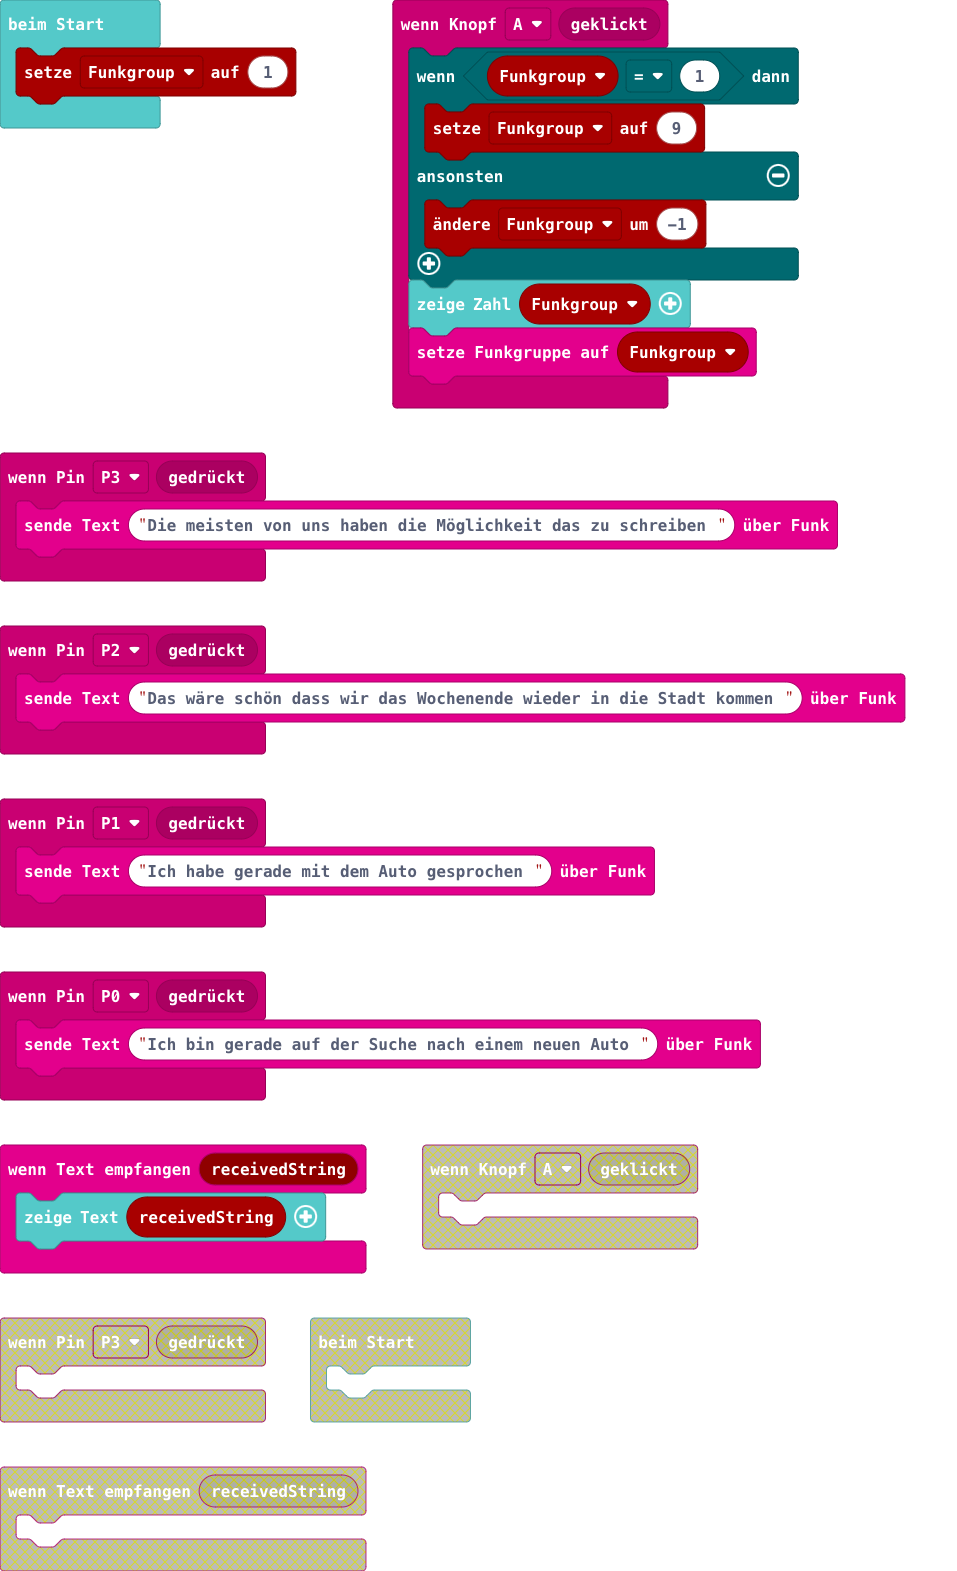 beim Start
setze Funkgroup auf 1
wenn Knopf A geklickt
wenn Funkgroup = 1 dann
setze Funkgroup auf 9
ansonsten
ändere Funkgroup um -1
zeige Zahl Funkgroup
setze Funkgruppe auf Funkgroup
wenn Pin P3 gedrückt
sende Text "Die meisten von uns haben die Möglichkeit das zu schreiben " über Funk
wenn Pin P2 gedrückt
sende Text "Das wäre schön dass wir das Wochenende wieder in die Stadt kommen " über Funk
wenn Pin P1 gedrückt
sende Text "Ich habe gerade mit dem Auto gesprochen " über Funk
wenn Pin P0 gedrückt
sende Text "Ich bin gerade auf der Suche nach einem neuen Auto " über Funk
wenn Text empfangen receivedString
zeige Text receivedString
wenn Knopf A geklickt
wenn Pin P3 gedrückt
beim Start
wenn Text empfangen receivedString